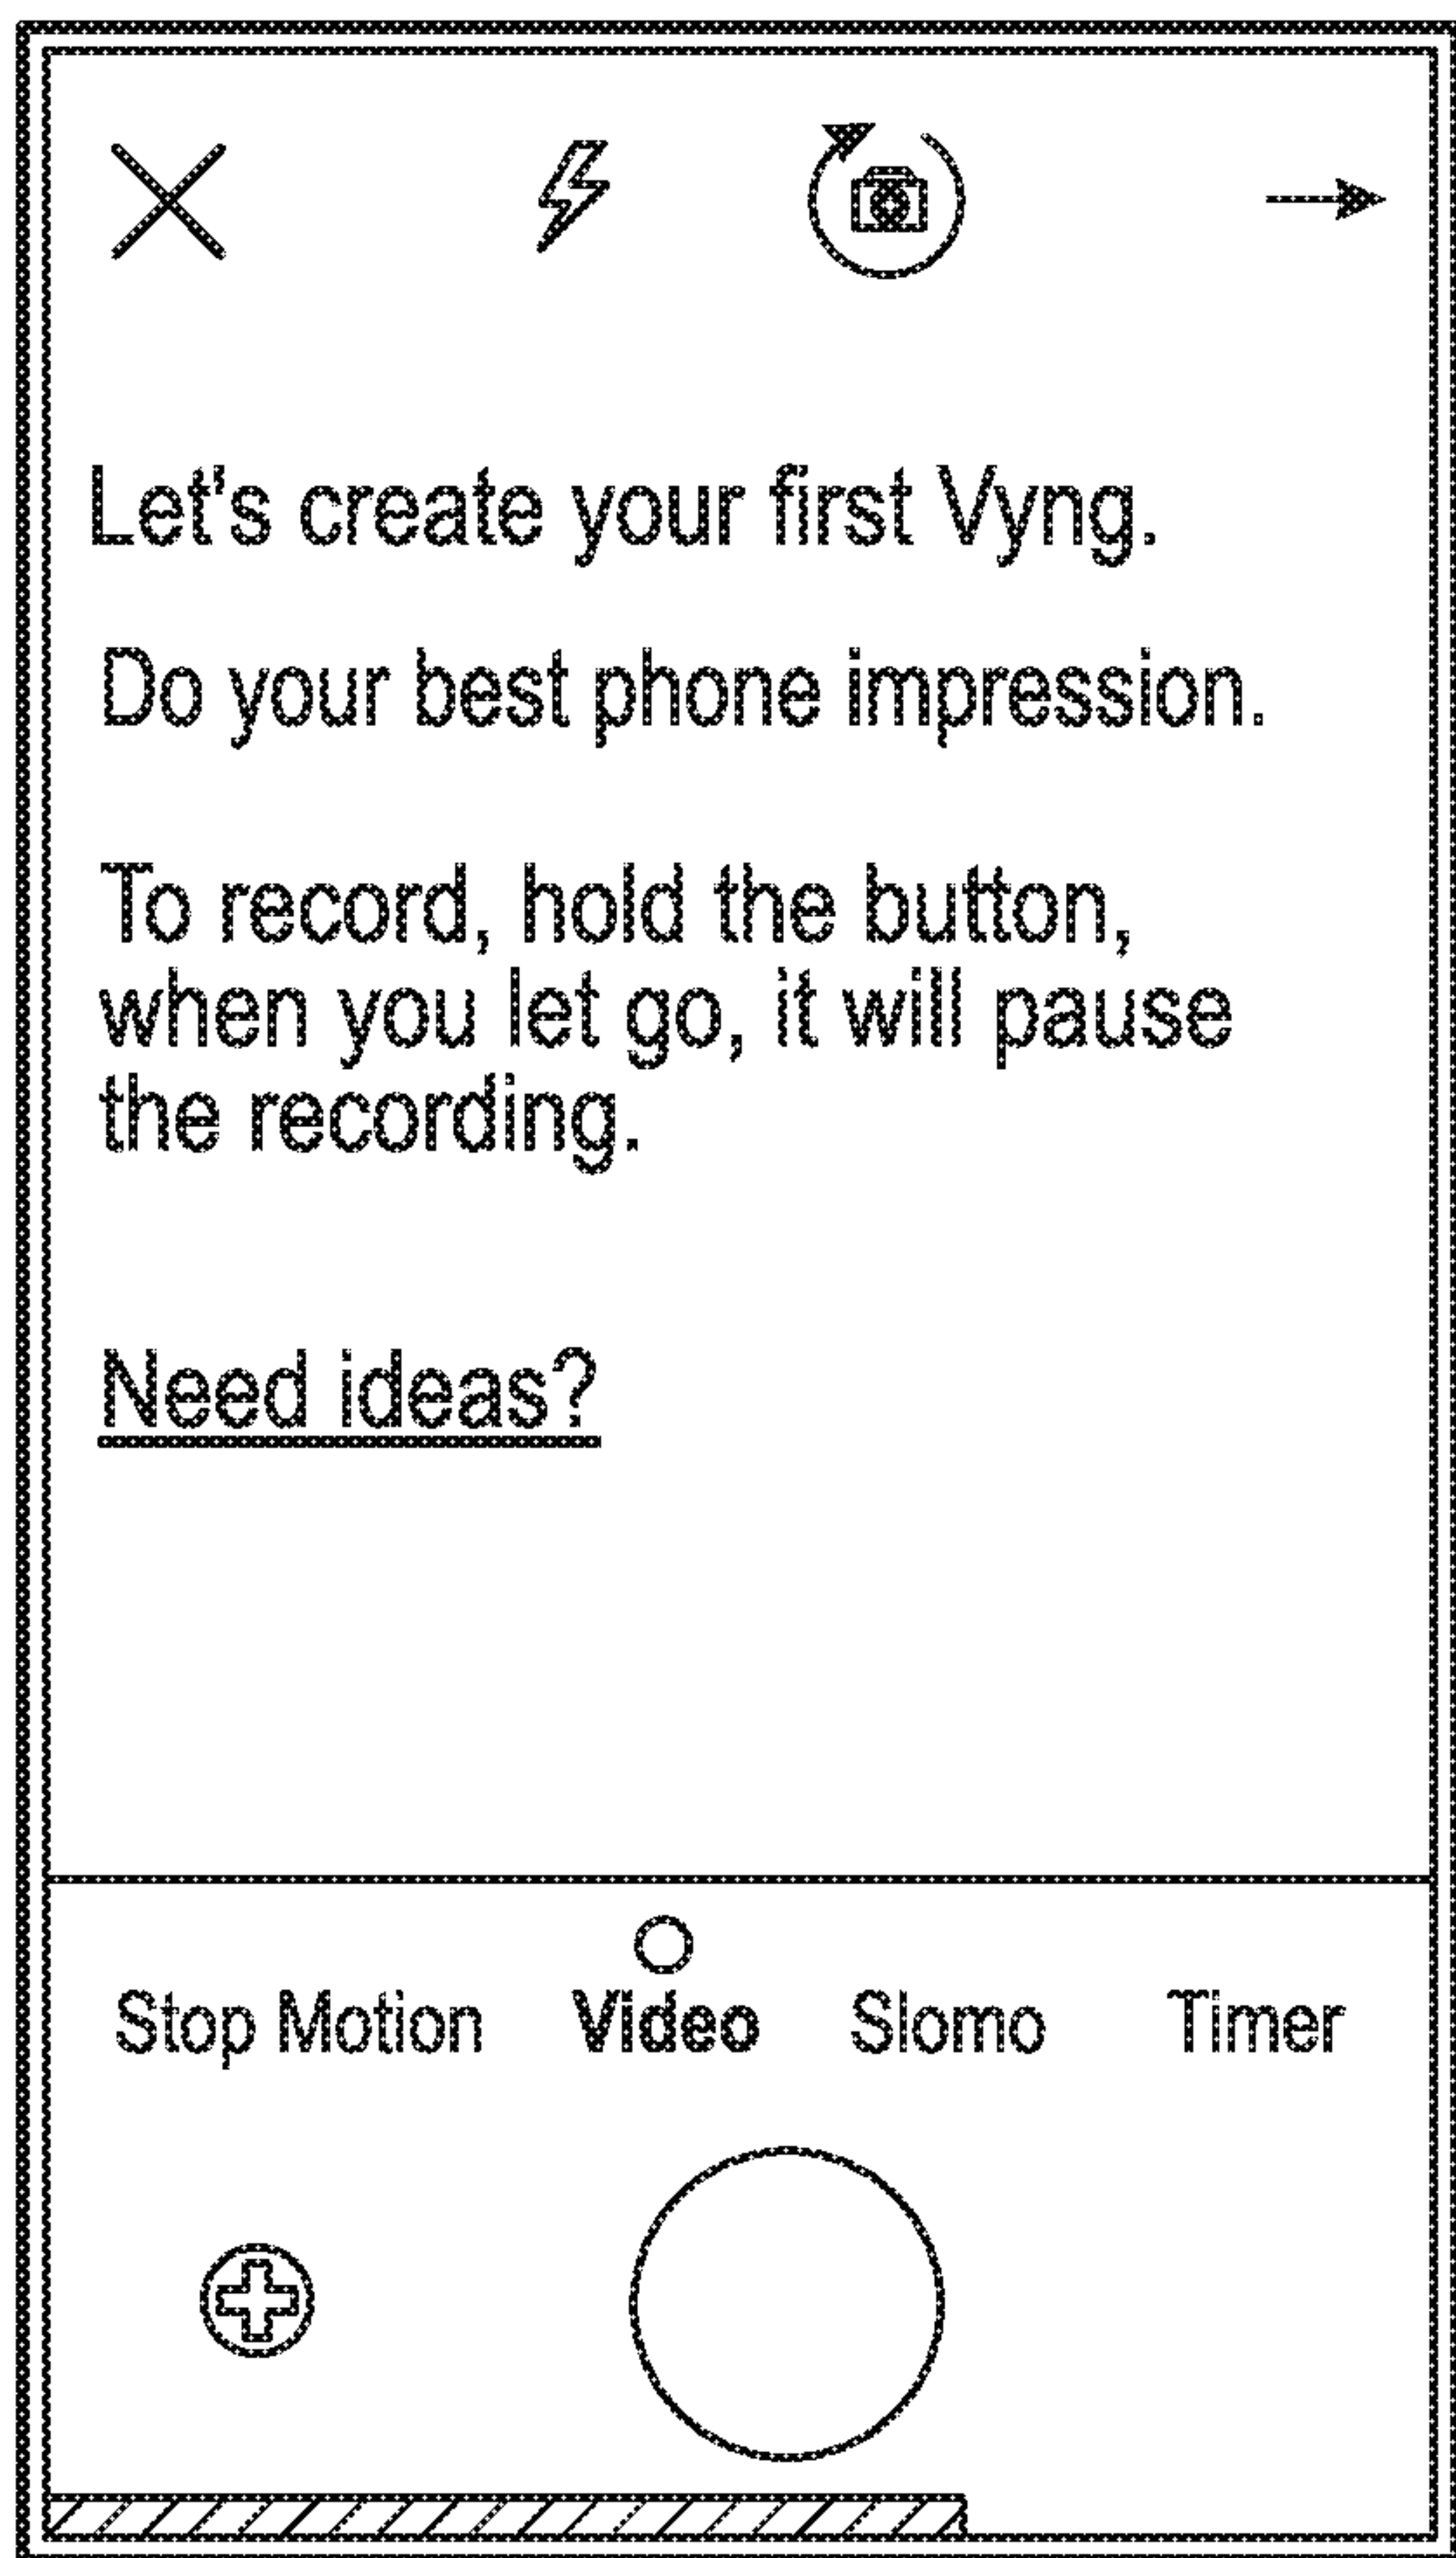 Let's create your first Vyng.
Do your best phone impression.
To record, hold the button,
when you let go, it will pause
the recording.
Need ideas?
Stop Motion Video Slomo Timer